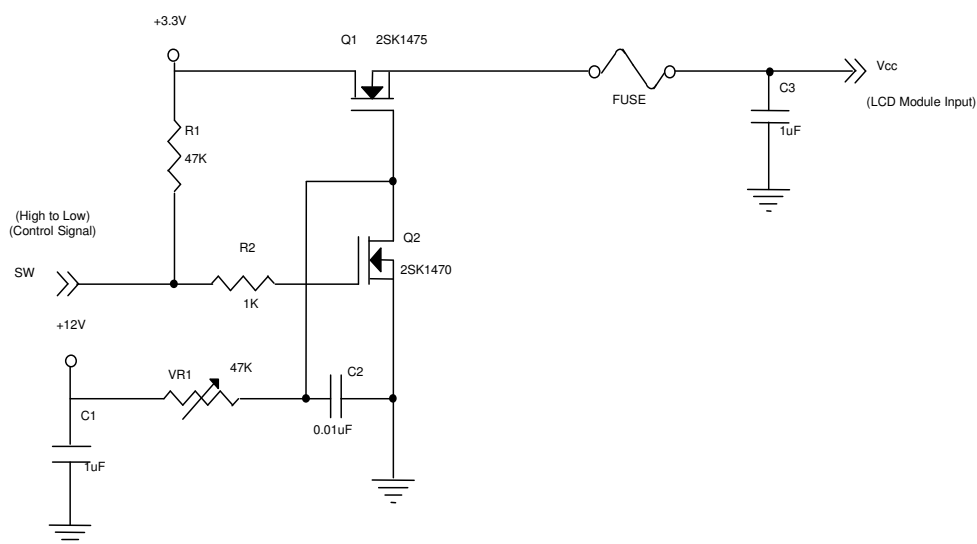 +3.3V
Q1 2SK1475
Vcc
FUSE
C3
(LCD Module Input)
R1
1uF
47K
(High to Low)
(Control Signal)
R2
Q2
SW
2SK1470
1K
+12V
VR1
47K
C2
C1
0.01uF
1uF